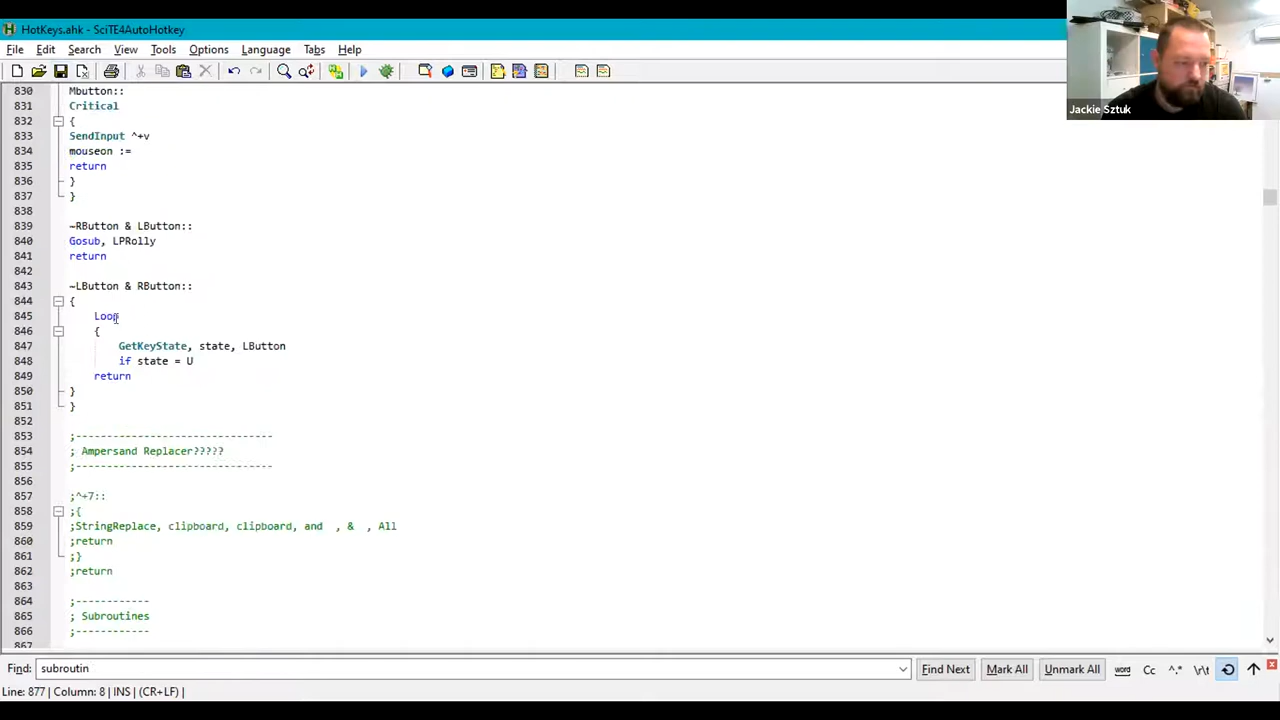 HotKeys.ahk - SciTE4AutoHotkey
File Edit Search View Tools Options Language Tabs Help
Jackie Sztuk
830 Mbutton::
831 Critical
832 {
833 SendInput ^+v
834 mouseon :=
835 return
836 }
837 }
838
839 ~RButton & LButton::
840 Gosub, LPRolly
841 return
842
843 ~LButton & RButton::
844 {
845 Loop
846 {
847 GetKeyState, state, LButton
848 if state = U
849 return
850 }
851 }
852
853 ;--------------------------------
854 ; Ampersand Replacer?????
855 ;--------------------------------
856
857 ;^+7::
858 ;{
859 ;StringReplace, clipboard, clipboard, and  , &  , All
860 ;return
861 ;}
862 ;return
863
864 ;------------
865 ; Subroutines
866 ;------------
867
Find: subroutin Find Next Mark All Unmark All word Cc ^.* \r\t
Line: 877 | Column: 8 | INS | (CR+LF) |